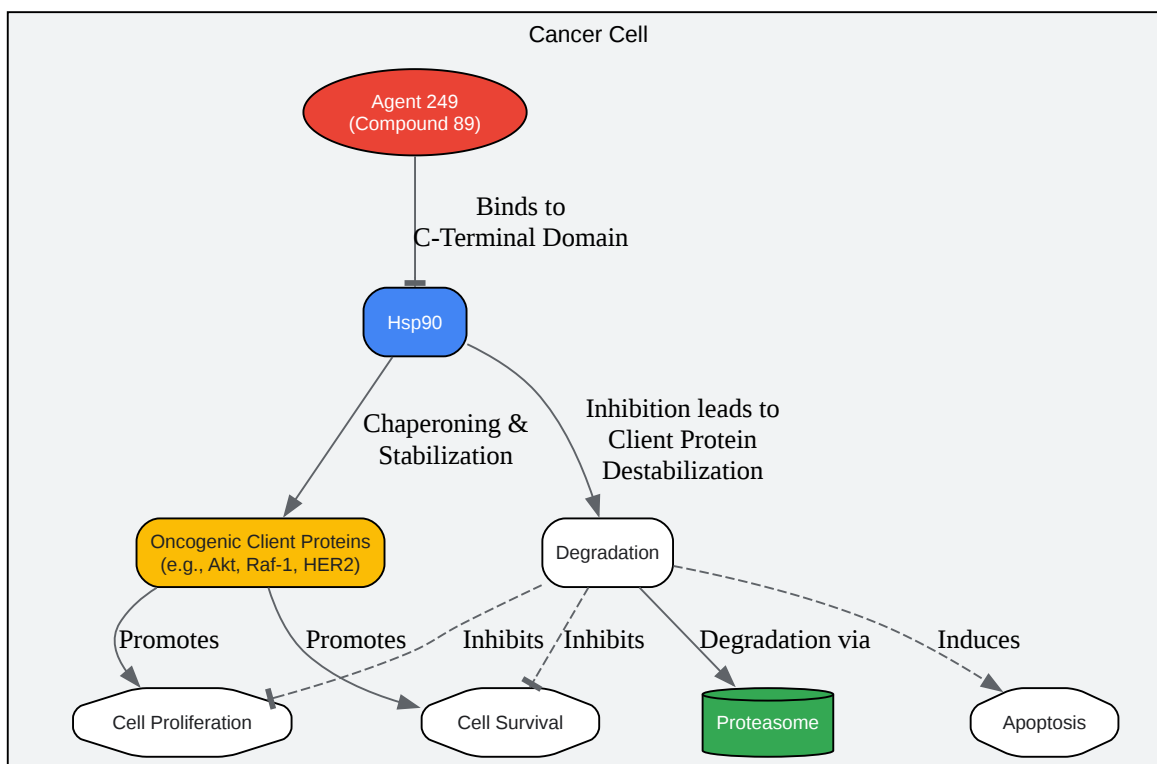 Cancer Cell
Agent 249
(Compound 89)
Binds to
C-Terminal Domain
Hsp90
Chaperoning &
Stabilization
Inhibition leads to
Client Protein
Destabilization
Oncogenic Client Proteins
(e.g., Akt, Raf-1, HER2)
Degradation
Promotes
Promotes
Inhibits
Inhibits
Degradation via
Induces
Cell Proliferation
Cell Survival
Proteasome
Apoptosis